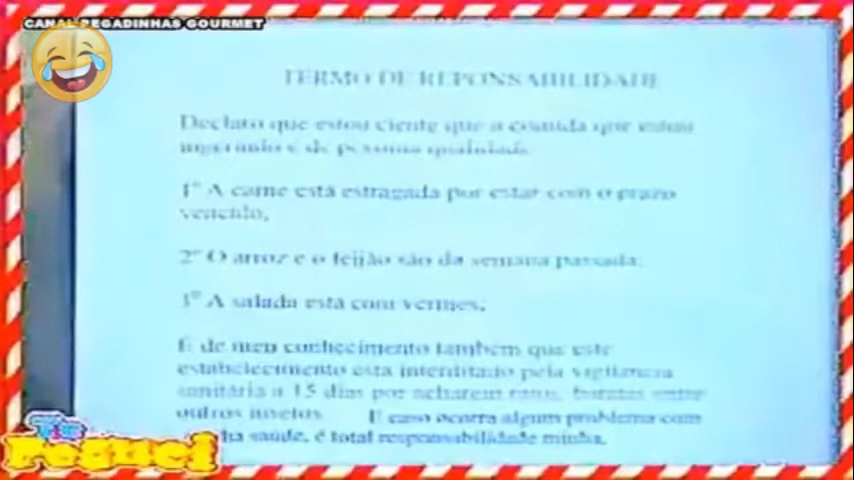 CANAL PEGADINHAS GOURMET
TERMO DE REPONSABILIDADE
Declaro que estou ciente que a comida que estou
ingerindo é de péssima qualidade.
1º A carne está estragada por estar com o prazo
vencido,
2º O arroz e o feijão são da semana passada,
3º A salada está com vermes,
É de meu conhecimento também que este
estabelecimento está interditado pela vigilância
sanitária a 15 dias por acharem ratos, baratas entre
outros insetos. E caso ocorra algum problema com
saúde, é total responsabilidade minha.